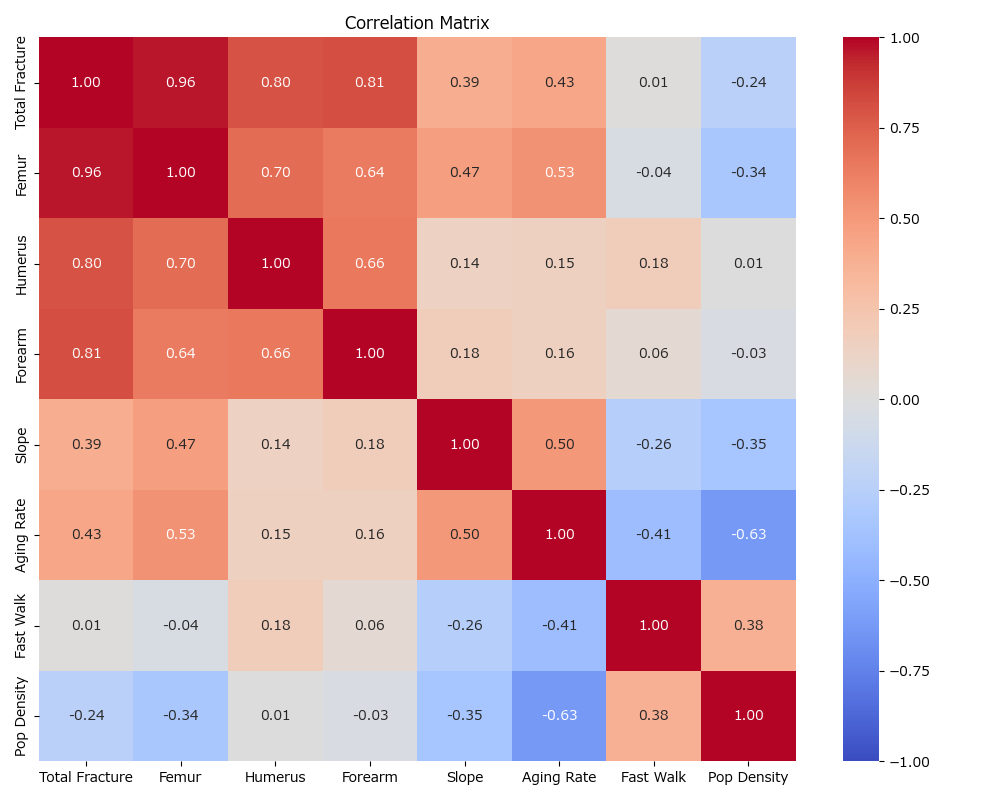 Correlation Matrix
Total Fracture 1.00 0.96 0.80 0.81 0.39 0.43 0.01 -0.24
Femur 0.96 1.00 0.70 0.64 0.47 0.53 -0.04 -0.34
Humerus 0.80 0.70 1.00 0.66 0.14 0.15 0.18 0.01
Forearm 0.81 0.64 0.66 1.00 0.18 0.16 0.06 -0.03
Slope 0.39 0.47 0.14 0.18 1.00 0.50 -0.26 -0.35
Aging Rate 0.43 0.53 0.15 0.16 0.50 1.00 -0.41 -0.63
Fast Walk 0.01 -0.04 0.18 0.06 -0.26 -0.41 1.00 0.38
Pop Density -0.24 -0.34 0.01 -0.03 -0.35 -0.63 0.38 1.00
Total Fracture Femur Humerus Forearm Slope Aging Rate Fast Walk Pop Density
1.00
0.75
0.50
0.25
0.00
−0.25
−0.50
−0.75
−1.00